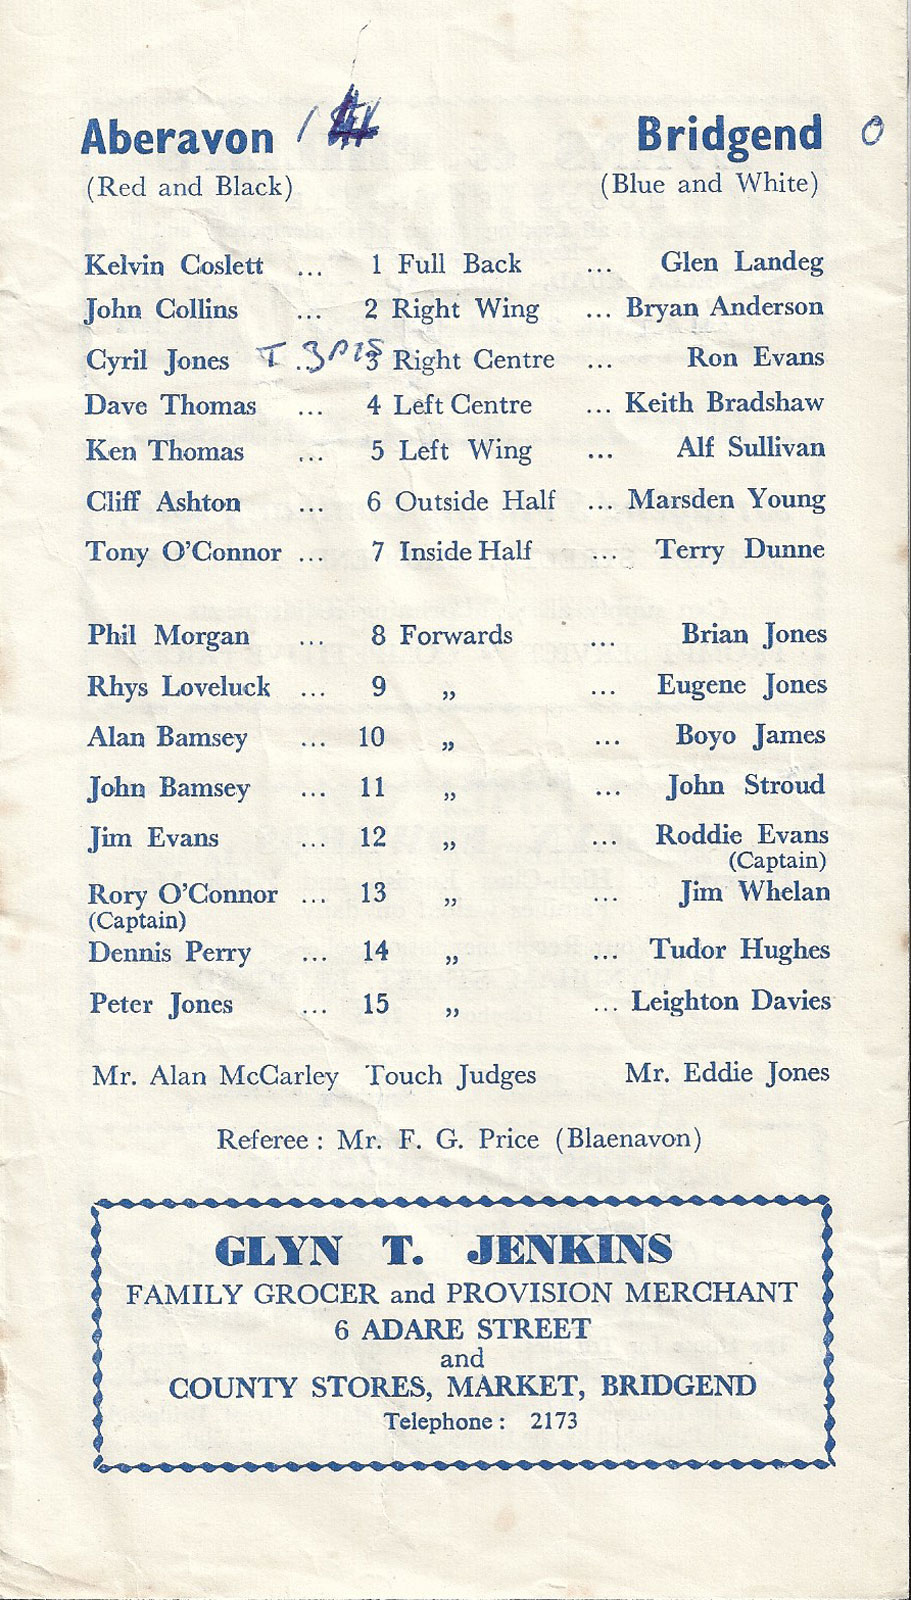 Aberavon 1 Bridgend 0
(Red and Black) (Blue and White)
Kelvin Coslett ... 1 Full Back ... Glen Landeg
John Collins ... 2 Right Wing ... Bryan Anderson
Cyril Jones T 3pts 3 Right Centre ... Ron Evans
Dave Thomas ... 4 Left Centre ... Keith Bradshaw
Ken Thomas ... 5 Left Wing ... Alf Sullivan
Cliff Ashton ... 6 Outside Half ... Marsden Young
Tony O'Connor ... 7 Inside Half ... Terry Dunne
Phil Morgan ... 8 Forwards ... Brian Jones
Rhys Loveluck ... 9 „ ... Eugene Jones
Alan Bamsey ... 10 „ ... Boyo James
John Bamsey ... 11 „ ... John Stroud
Jim Evans ... 12 „ ... Roddie Evans
(Captain)
Rory O'Connor ... 13 „ ... Jim Whelan
(Captain)
Dennis Perry ... 14 „ ... Tudor Hughes
Peter Jones ... 15 „ ... Leighton Davies
Mr. Alan McCarley Touch Judges Mr. Eddie Jones
Referee : Mr. F. G. Price (Blaenavon)
GLYN T. JENKINS
FAMILY GROCER and PROVISION MERCHANT
6 ADARE STREET
and
COUNTY STORES, MARKET, BRIDGEND
Telephone : 2173